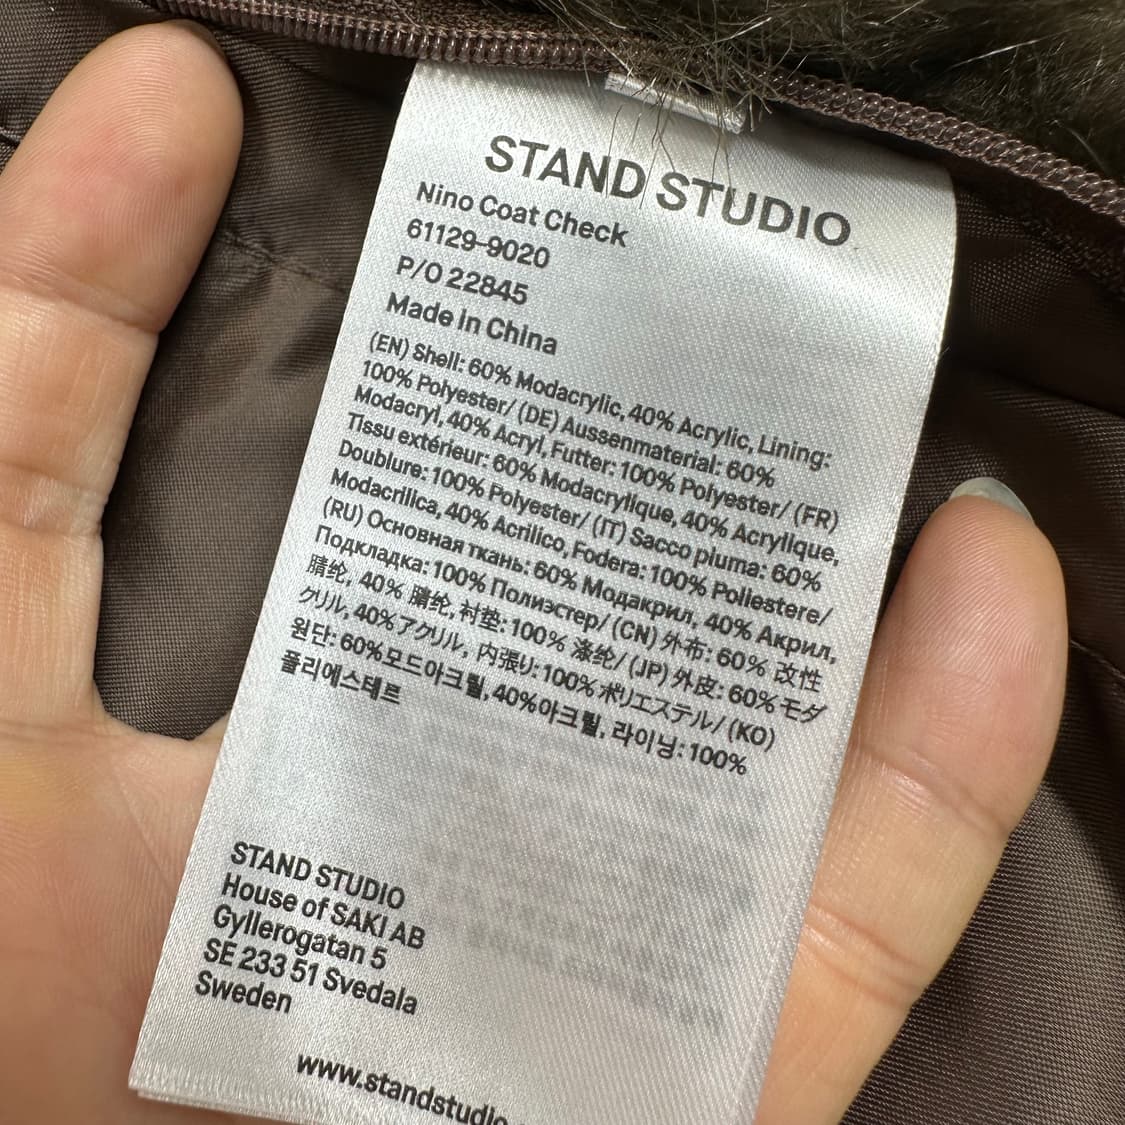 STAND STUDIO
Nino Coat Check
61129-9020
P/O 22845
Made in China
(EN) Shell: 60% Modacrylic, 40% Acrylic, Lining:
100% Polyester/ (DE) Aussenmaterial: 60%
Modacryl, 40% Acryl, Futter: 100% Polyester/ (FR)
Tissu extérieur: 60% Modacrylique, 40% Acrylique,
Doublure: 100% Polyester/ (IT) Sacco piuma: 60%
Modacrilica, 40% Acrilico, Fodera: 100% Poliestere/
(RU) Основная ткань: 60% Модакрил, 40% Акрил,
Подкладка: 100% Полиэстер/ (CN) 外布: 60% 改性
腈纶, 40% 腈纶, 衬垫: 100% 涤纶/ (JP) 外皮: 60% モダ
クリル, 40% アクリル, 内張り: 100% ポリエステル/ (KO)
원단: 60% 모드아크릴, 40% 아크릴, 라이닝: 100%
폴리에스테르
STAND STUDIO
House of SAKI AB
Gyllerogatan 5
SE 233 51 Svedala
Sweden
www.standstudio